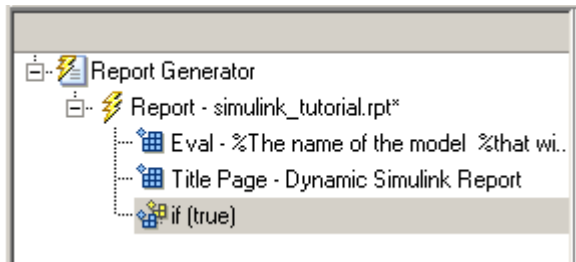 Report Generator
Report - simulink_tutorial.rpt*
Eval - %The name of the model  %that wi..
Title Page - Dynamic Simulink Report
if (true)